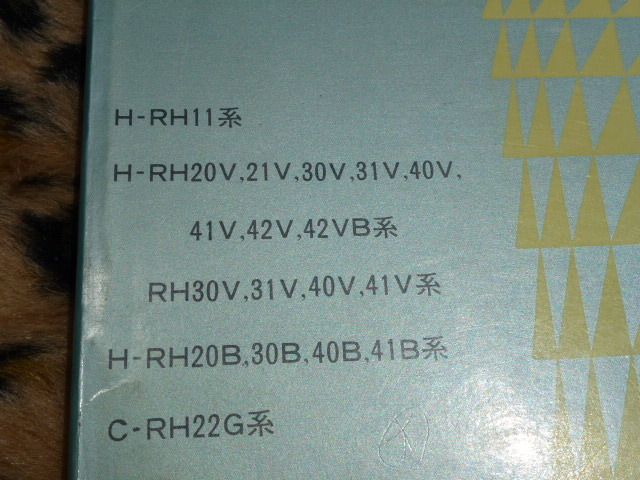 H-RH11系
H-RH20V,21V,30V,31V,40V,
41V,42V,42VB系
RH30V,31V,40V,41V系
H-RH20B,30B,40B,41B系
C-RH22G系